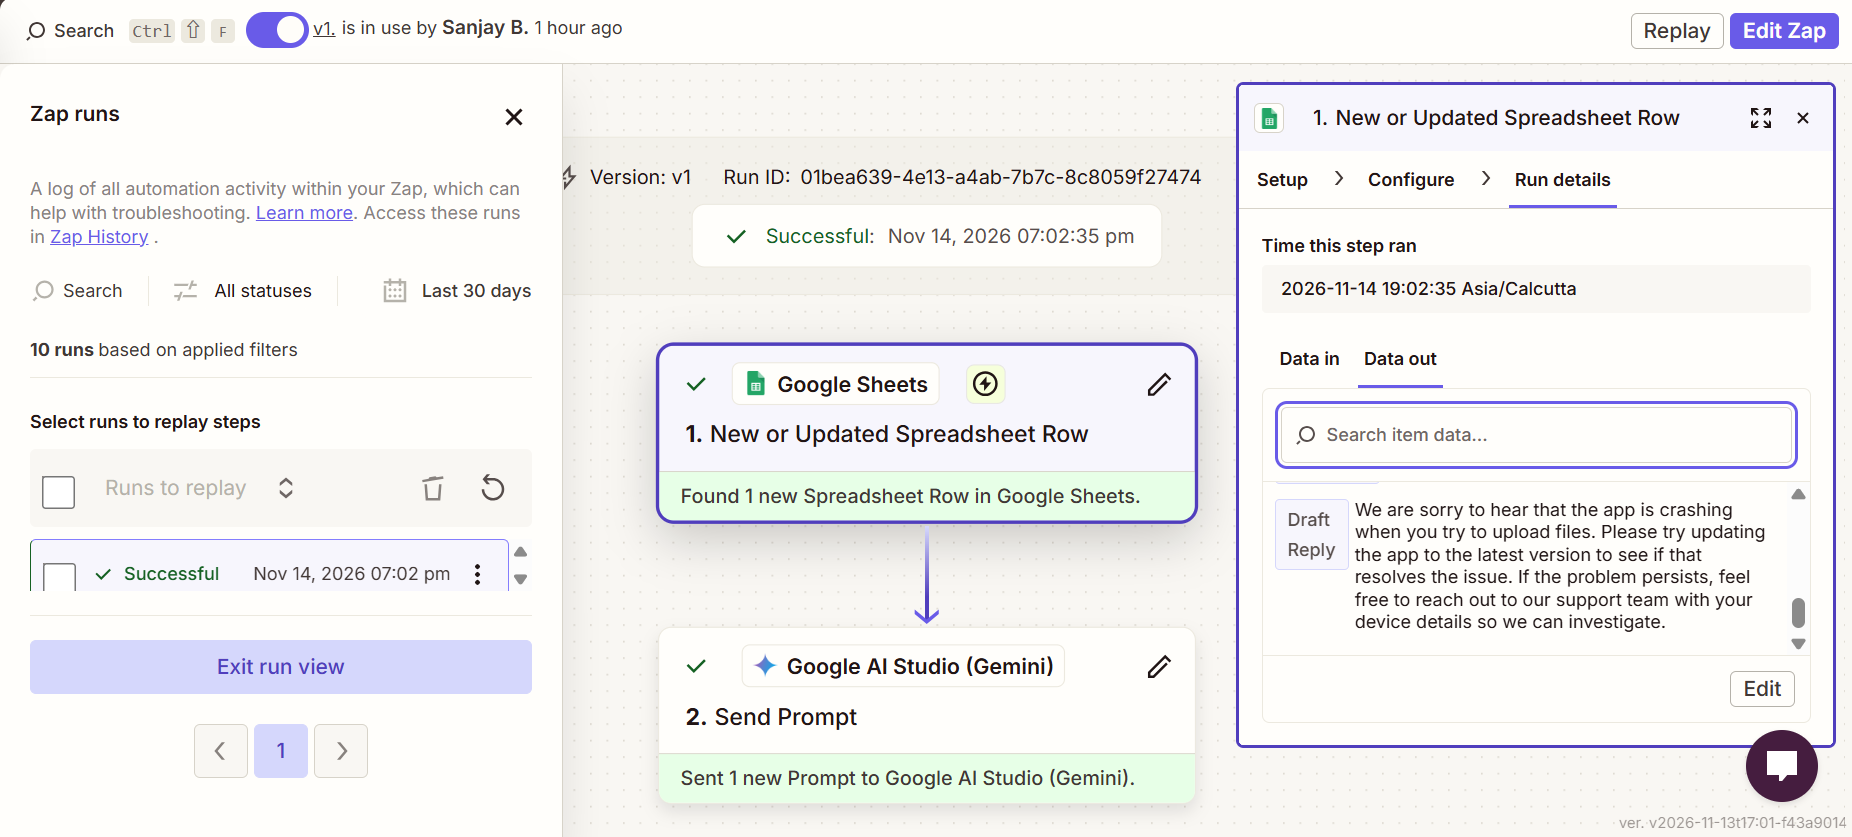 Search Ctrl ⇧ F v1. is in use by Sanjay B. 1 hour ago Replay Edit Zap
Zap runs
A log of all automation activity within your Zap, which can
help with troubleshooting. Learn more. Access these runs
in Zap History .
Search All statuses Last 30 days
10 runs based on applied filters
Select runs to replay steps
Runs to replay
Successful Nov 14, 2026 07:02 pm
Exit run view
1
Version: v1 Run ID: 01bea639-4e13-a4ab-7b7c-8c8059f27474
Successful: Nov 14, 2026 07:02:35 pm
Google Sheets
1. New or Updated Spreadsheet Row
Found 1 new Spreadsheet Row in Google Sheets.
Google AI Studio (Gemini)
2. Send Prompt
Sent 1 new Prompt to Google AI Studio (Gemini).
1. New or Updated Spreadsheet Row
Setup Configure Run details
Time this step ran
2026-11-14 19:02:35 Asia/Calcutta
Data in Data out
Search item data...
Draft
Reply
We are sorry to hear that the app is crashing
when you try to upload files. Please try updating
the app to the latest version to see if that
resolves the issue. If the problem persists, feel
free to reach out to our support team with your
device details so we can investigate.
Edit
ver. v2026-11-13t17:01-f43a9014